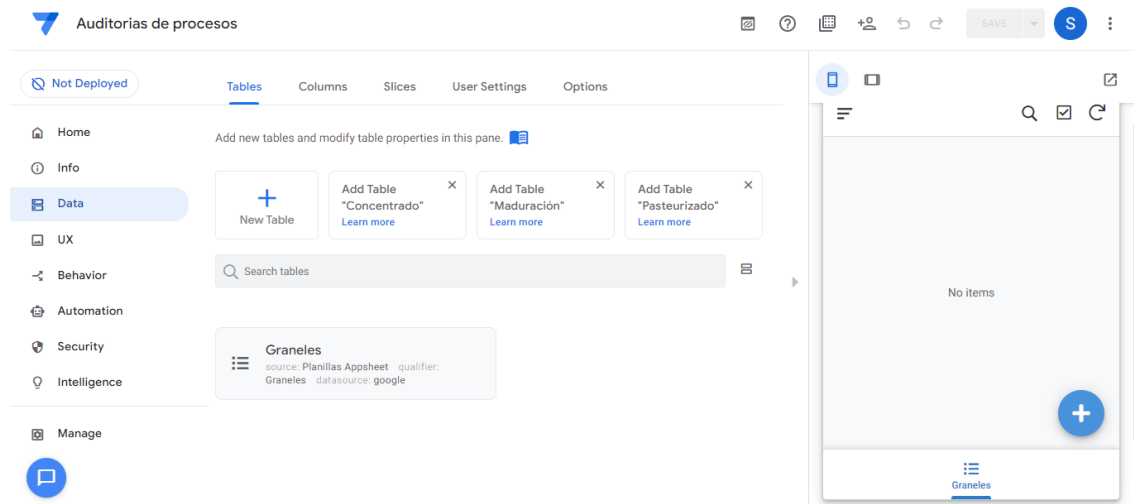 Auditorias de procesos
SAVE
S
Not Deployed
Tables Columns Slices User Settings Options
Home
Info
Data
UX
Behavior
Automation
Security
Intelligence
Manage
Add new tables and modify table properties in this pane.
New Table
Add Table
"Concentrado"
Learn more
Add Table
"Maduración"
Learn more
Add Table
"Pasteurizado"
Learn more
Search tables
Graneles
source: Planillas Appsheet qualifier:
Graneles datasource: google
No items
Graneles